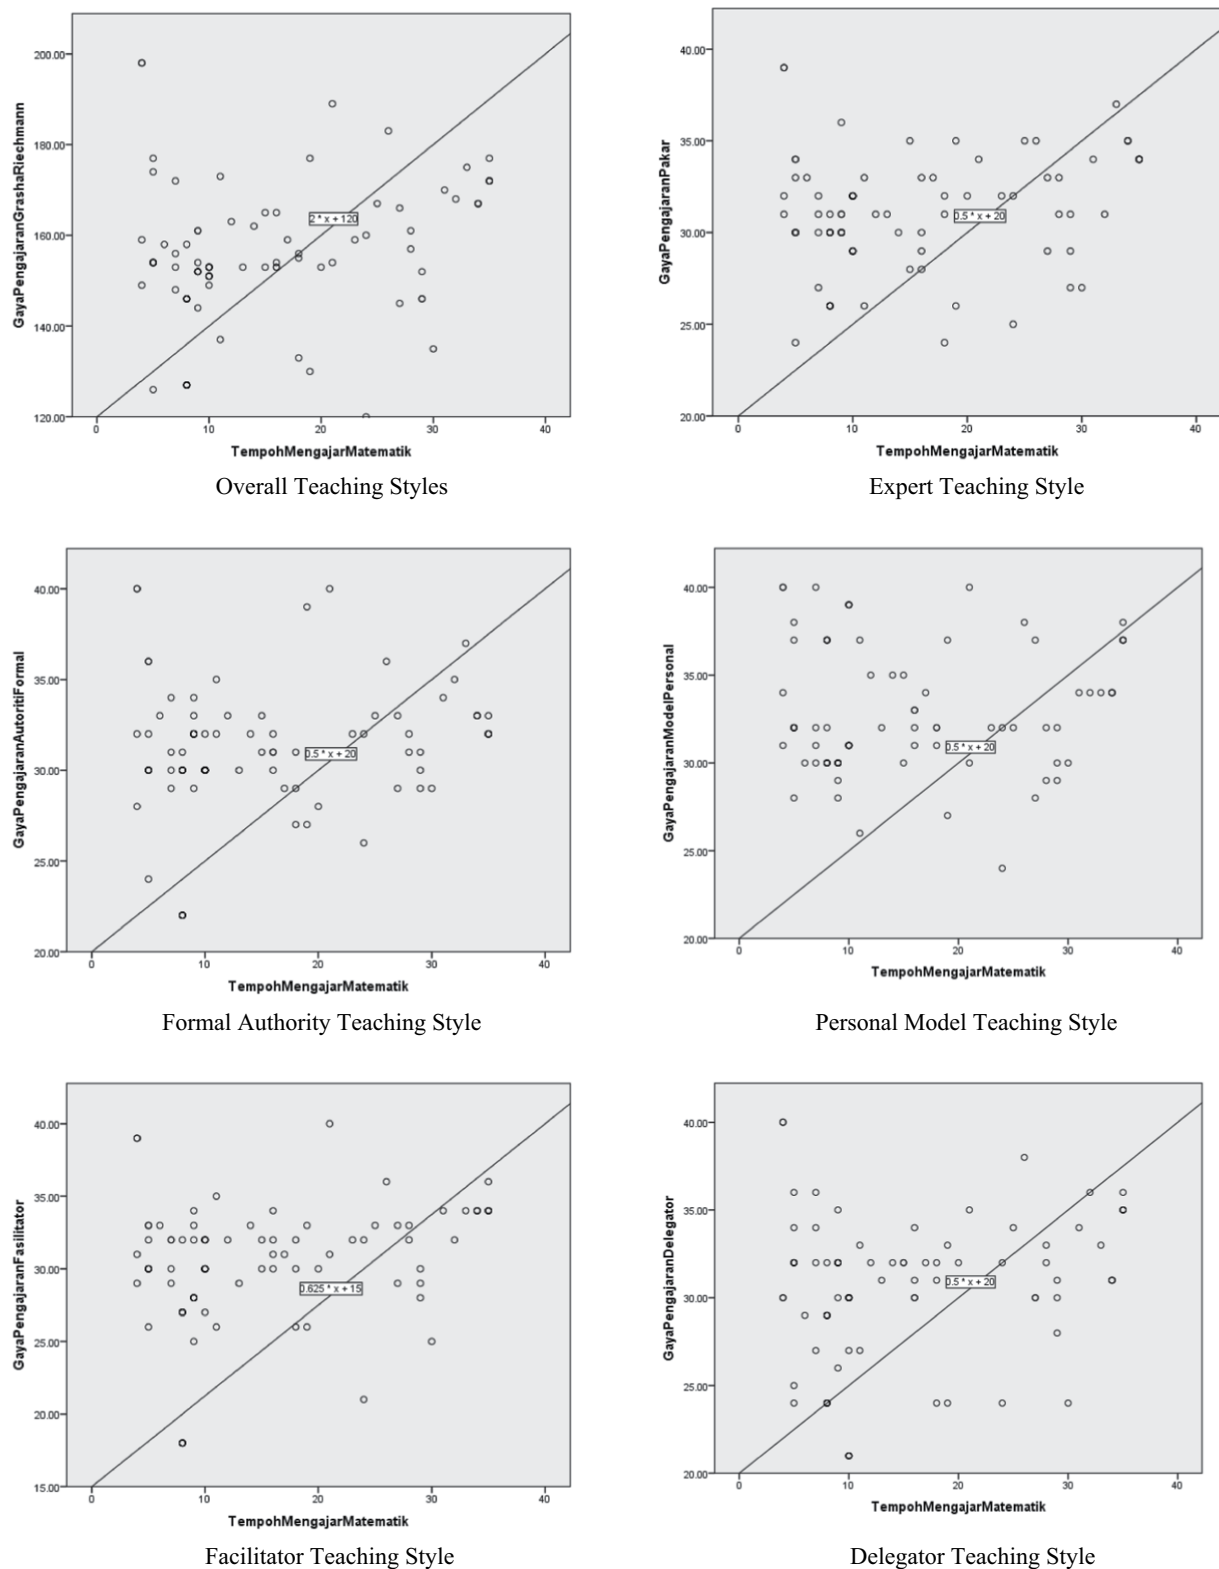 GayaPengajaranGrashaRiechmann
200.00
180.00
160.00
140.00
120.00
2 * x + 120
0 10 20 30 40
TempohMengajarMatematik
Overall Teaching Styles
GayaPengajaranPakar
40.00
35.00
30.00
25.00
20.00
0.5 * x + 20
0 10 20 30 40
TempohMengajarMatematik
Expert Teaching Style
GayaPengajaranAutoritiFormal
40.00
35.00
30.00
25.00
20.00
0.5 * x + 20
0 10 20 30 40
TempohMengajarMatematik
Formal Authority Teaching Style
GayaPengajaranModelPersonal
40.00
35.00
30.00
25.00
20.00
0.5 * x + 20
0 10 20 30 40
TempohMengajarMatematik
Personal Model Teaching Style
GayaPengajaranFasilitator
40.00
35.00
30.00
25.00
20.00
15.00
0.625 * x + 15
0 10 20 30 40
TempohMengajarMatematik
Facilitator Teaching Style
GayaPengajaranDelegator
40.00
35.00
30.00
25.00
20.00
0.5 * x + 20
0 10 20 30 40
TempohMengajarMatematik
Delegator Teaching Style